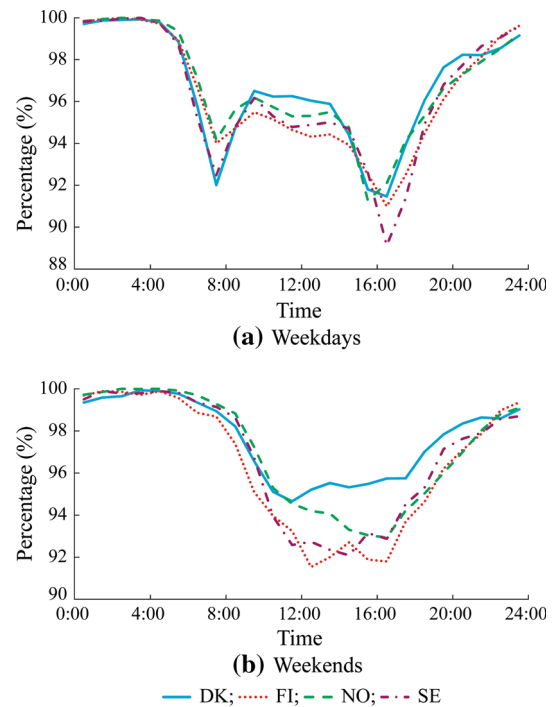 100
98
96
94
92
90
88
Percentage (%)
0:00 4:00 8:00 12:00 16:00 20:00 24:00
Time
(a) Weekdays
100
98
96
94
92
90
Percentage (%)
0:00 4:00 8:00 12:00 16:00 20:00 24:00
Time
(b) Weekends
DK; FI; NO; SE